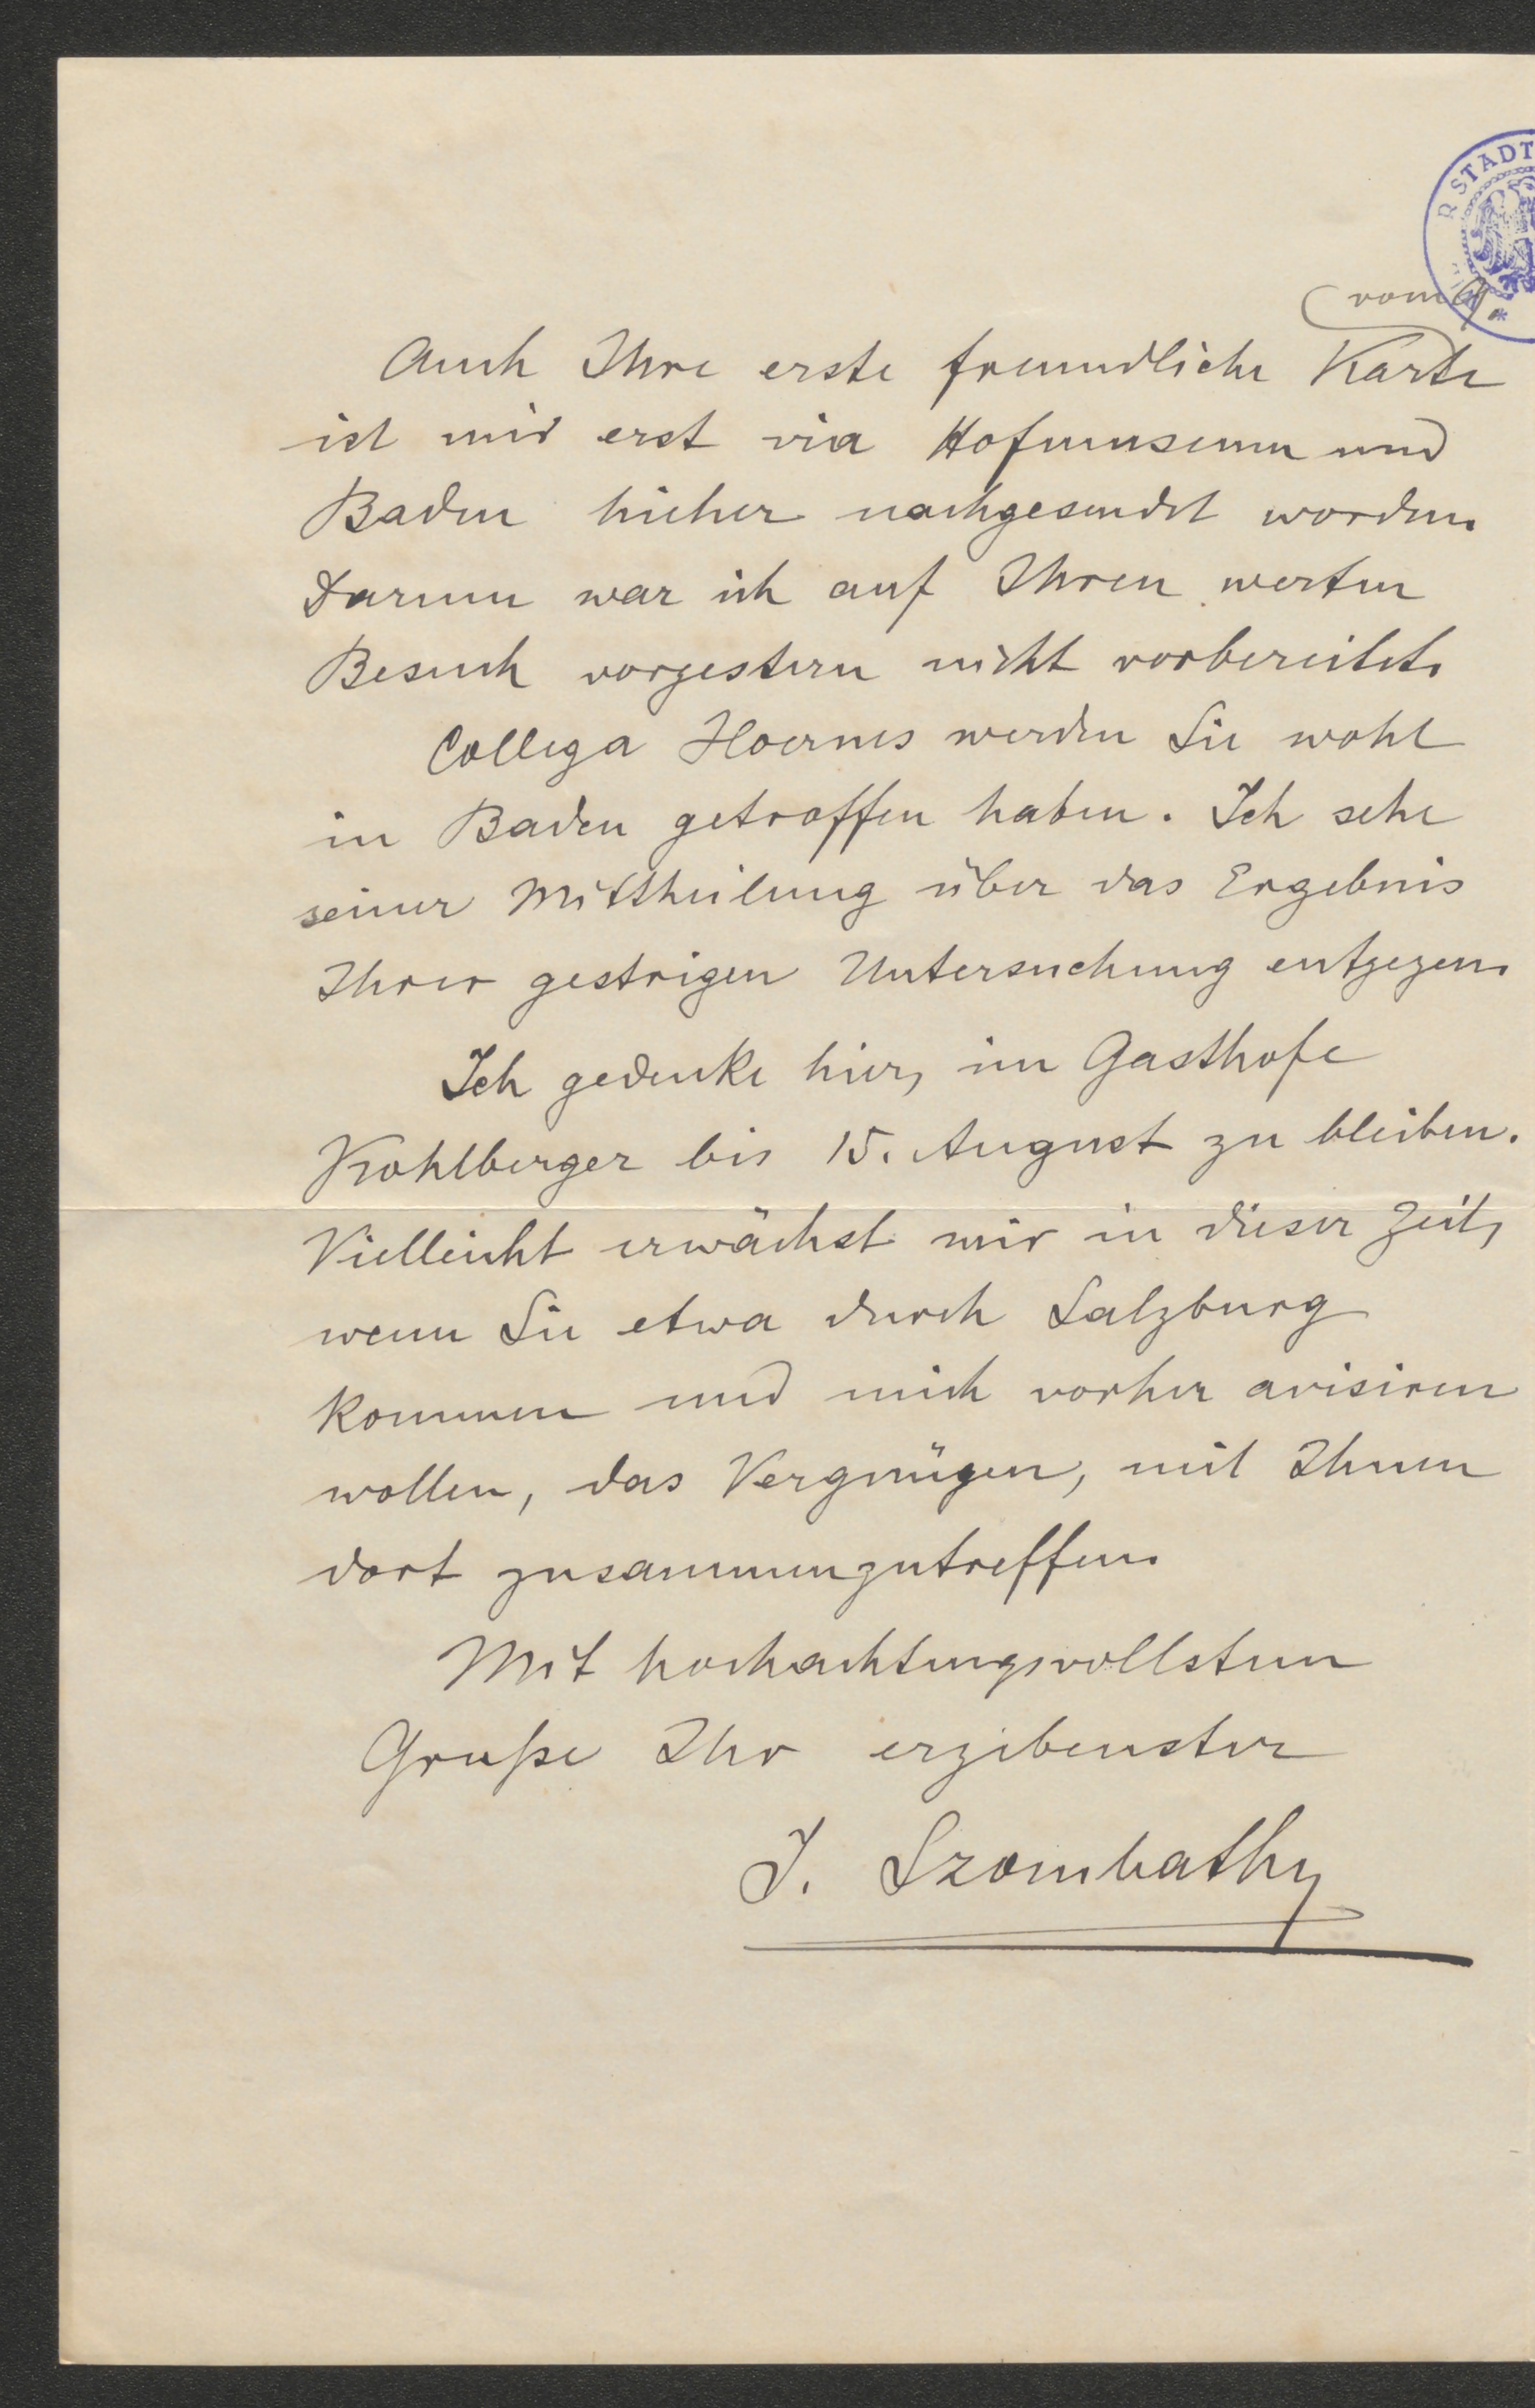 R STADT
vom 9.
Auch Ihre erste freundliche Karte
ist mir erst via Hofmuseum und
Baden hieher nachgesendet worden.
Darum war ich auf Ihren werten
Besuch vorgestern nicht vorbereitet.
Collega Hoernes werden Sie wohl
in Baden getroffen haben. Ich sehe
seiner Mittheilung über das Ergebnis
Ihrer gestrigen Untersuchung entgegen.
Ich gedenke hier, im Gasthofe
Kohlberger bis 15. August zu bleiben.
Vielleicht erwächst mir in dieser Zeit,
wenn Sie etwa durch Salzburg
kommen und mich vorher avisiren
wollen, das Vergnügen, mit Ihnen
dort zusammenzutreffen.
Mit hochachtungsvollstem
Gruße Ihr ergebenster
J. Szombathy